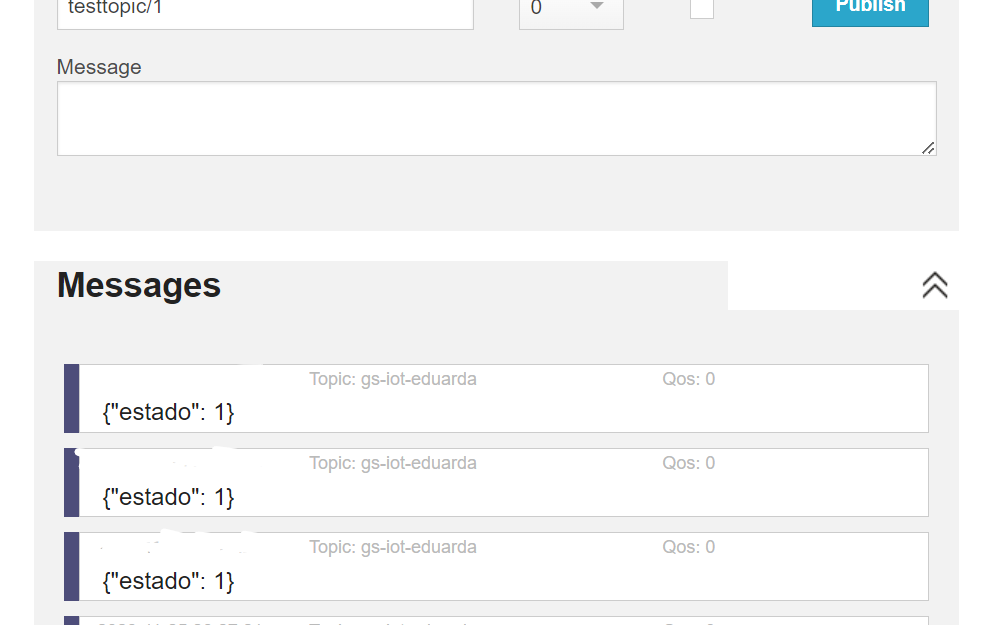 testtopic/1 0 Publish
Message
Messages
Topic: gs-iot-eduarda Qos: 0
{"estado": 1}
Topic: gs-iot-eduarda Qos: 0
{"estado": 1}
Topic: gs-iot-eduarda Qos: 0
{"estado": 1}